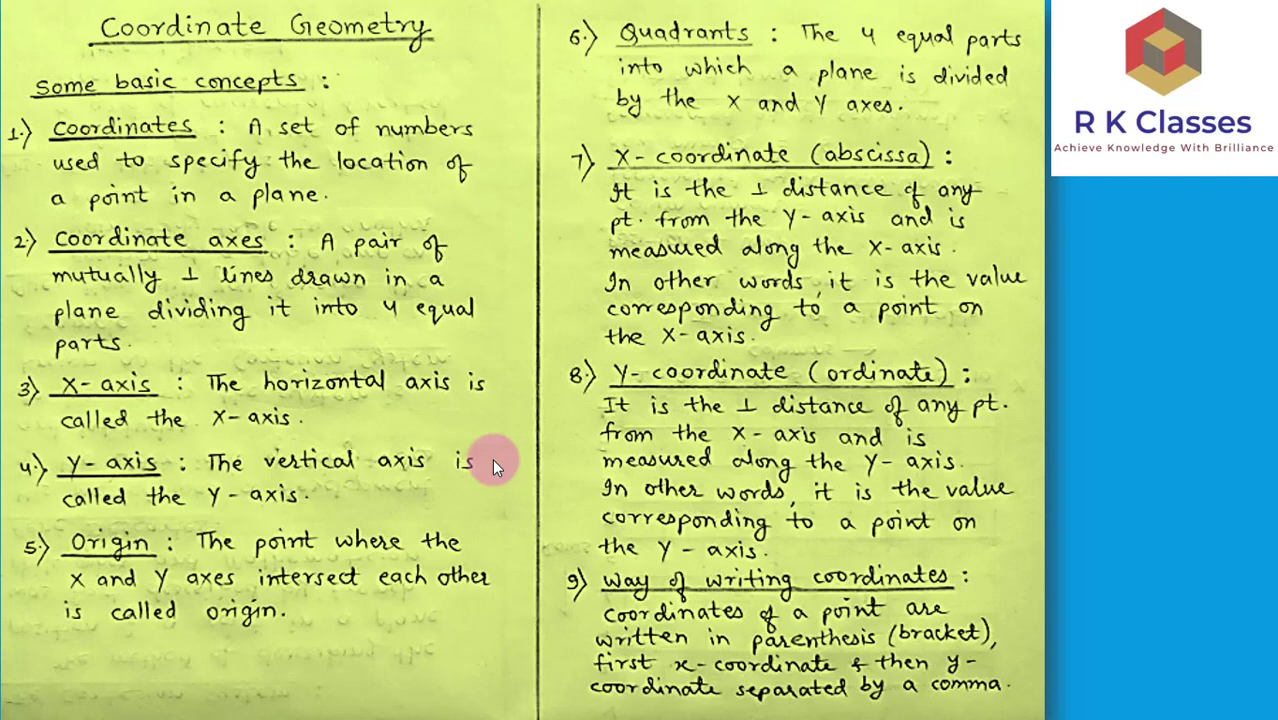 Coordinate Geometry
Some basic concepts :
1.) Coordinates : A set of numbers
used to specify the location of
a point in a plane.
2.) Coordinate axes : A pair of
mutually ⊥ lines drawn in a
plane dividing it into 4 equal
parts.
3.) X-axis : The horizontal axis is
called the X-axis.
4.) Y-axis : The vertical axis is
called the Y-axis.
5.) Origin : The point where the
X and Y axes intersect each other
is called origin.
6.) Quadrants : The 4 equal parts
into which a plane is divided
by the X and Y axes.
7.) X-coordinate (abscissa) :
It is the ⊥ distance of any
pt. from the Y-axis and is
measured along the X-axis.
In other words, it is the value
corresponding to a point on
the X-axis.
8.) Y-coordinate (ordinate) :
It is the ⊥ distance of any pt.
from the X-axis and is
measured along the Y-axis.
In other words, it is the value
corresponding to a point on
the Y-axis.
9.) Way of writing coordinates :
Coordinates of a point are
written in parenthesis (bracket),
first x-coordinate & then y-
coordinate separated by a comma.
R K Classes
Achieve Knowledge With Brilliance